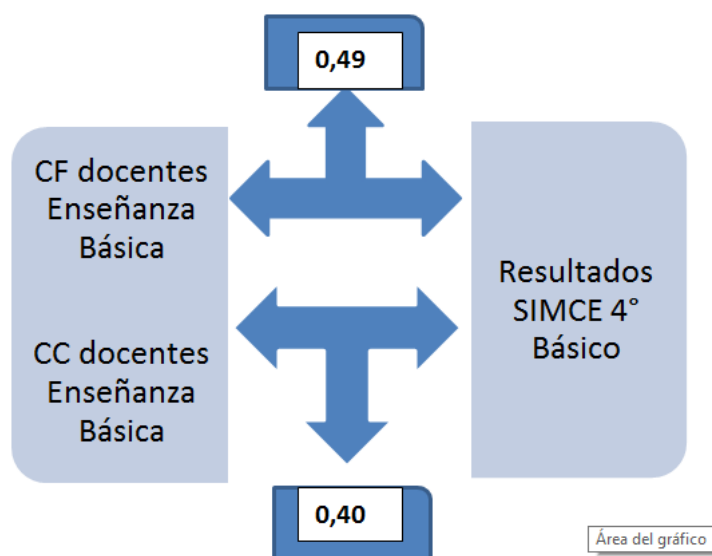 0,49
CF docentes
Enseñanza
Básica
CC docentes
Enseñanza
Básica
Resultados
SIMCE 4°
Básico
0,40
Área del gráfico